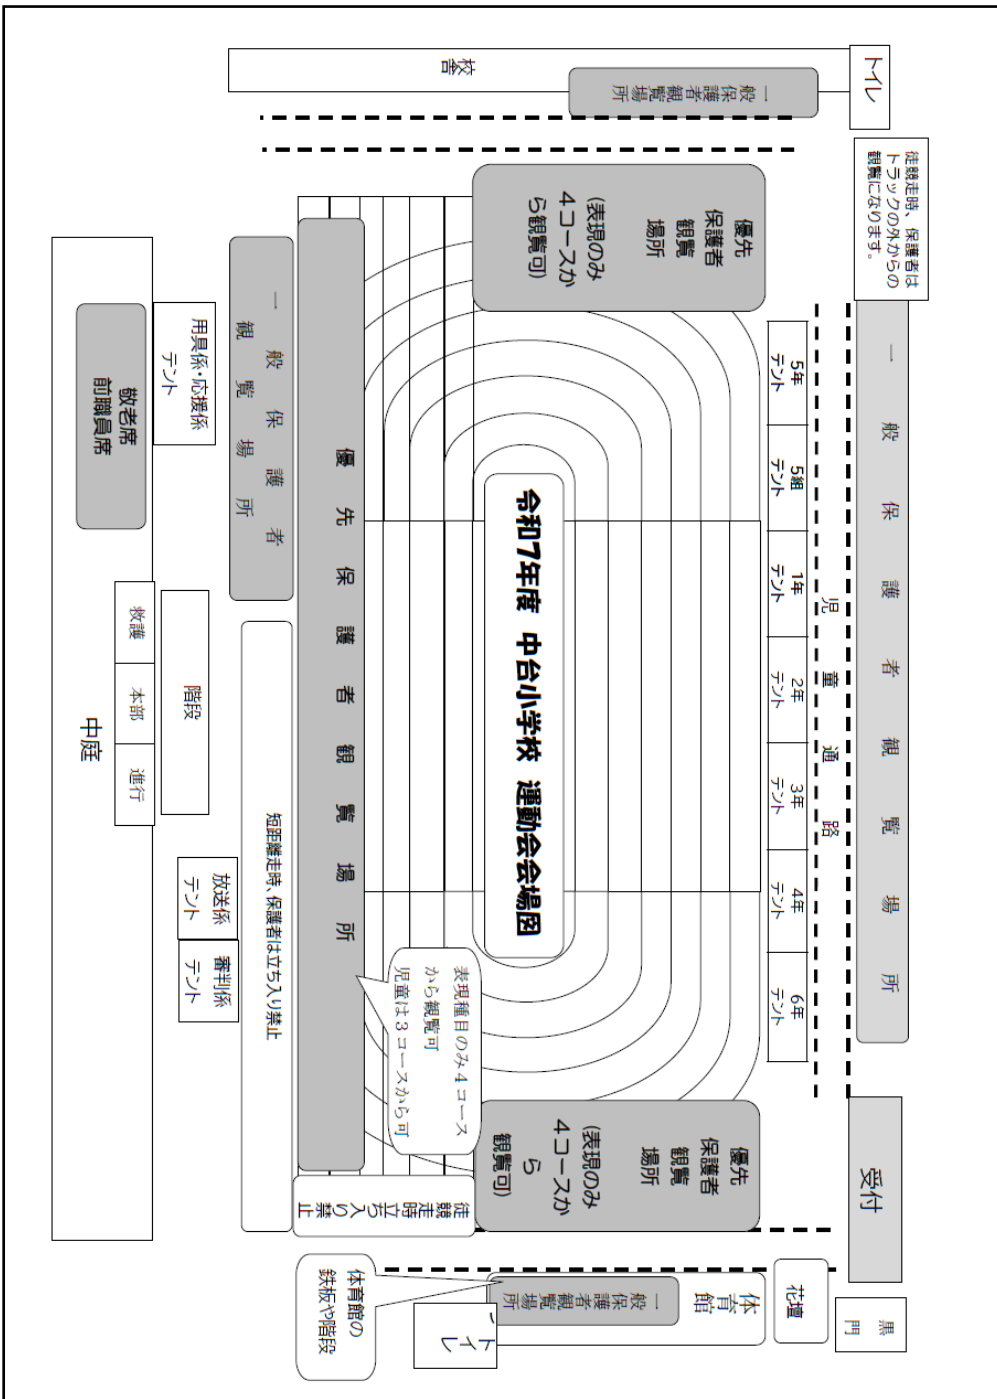 トイレ
徒競走時、保護者は
トラックの外からの
観覧になります。
一般保護者観覧場所
受付
黒門
児童通路
5年
テント
5組
テント
1年
テント
2年
テント
3年
テント
4年
テント
6年
テント
花壇
校舎
一般保護者観覧場所
優先
保護者
観覧
場所
(表現のみ
4コースか
ら観覧可)
令和7年度 中台小学校 運動会会場図
優先
保護者
観覧
場所
(表現のみ
4コースか
ら
観覧可)
体育館
一般保護者観覧場所
トイレ
表現種目のみ4コース
から観覧可
児童は3コースから可
徒競走時立ち入り禁止
体育館の
鉄板や階段
優先保護者観覧場所
一般保護者
観覧場所
短距離走時、保護者は立ち入り禁止
用具係・応援係
テント
階段
放送係
テント
審判係
テント
敬老席
前職員席
救護
本部
進行
中庭